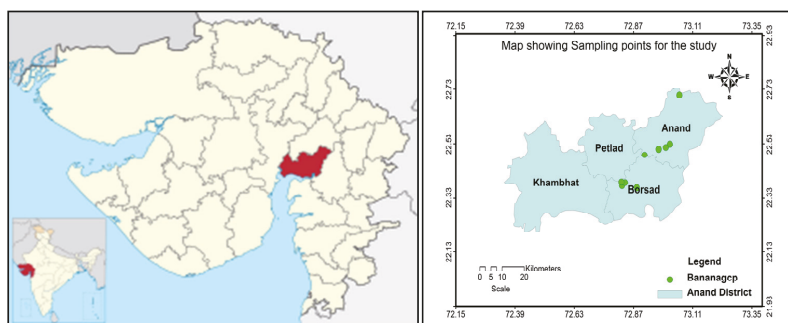 72.15 72.39 72.63 72.87 73.11 73.35
Map showing Sampling points for the study
N
W E
S
22.93 22.93
22.73 22.73
22.53 22.53
22.33 22.33
22.13 22.13
21.93 21.93
Anand
Petlad
Khambhat
Borsad
Legend
Bananagcp
Anand District
Kilometers
0 5 10 20
Scale
72.15 72.39 72.63 72.87 73.11 73.35